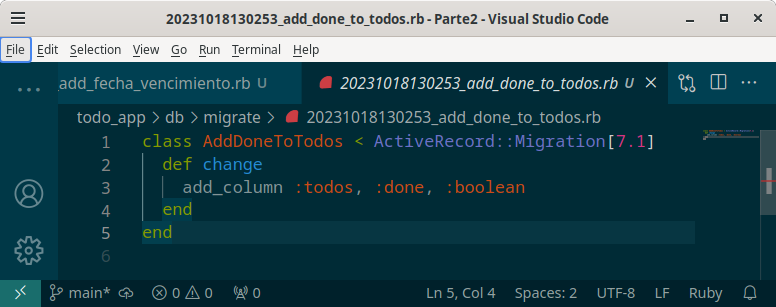 20231018130253_add_done_to_todos.rb - Parte2 - Visual Studio Code
File Edit Selection View Go Run Terminal Help
add_fecha_vencimiento.rb U 20231018130253_add_done_to_todos.rb U
todo_app > db > migrate > 20231018130253_add_done_to_todos.rb
1 class AddDoneToTodos < ActiveRecord::Migration[7.1]
2 def change
3 add_column :todos, :done, :boolean
4 end
5 end
6
main* 0 0 0 Ln 5, Col 4 Spaces: 2 UTF-8 LF Ruby